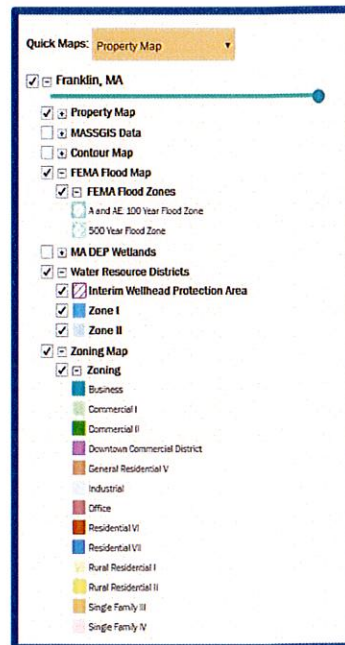 Quick Maps: Property Map
Franklin, MA
Property Map
MASSGIS Data
Contour Map
FEMA Flood Map
FEMA Flood Zones
A and AE: 100 Year Flood Zone
500 Year Flood Zone
MA DEP Wetlands
Water Resource Districts
Interim Wellhead Protection Area
Zone I
Zone II
Zoning Map
Zoning
Business
Commercial I
Commercial II
Downtown Commercial District
General Residential V
Industrial
Office
Residential VI
Residential VII
Rural Residential I
Rural Residential II
Single Family III
Single Family IV